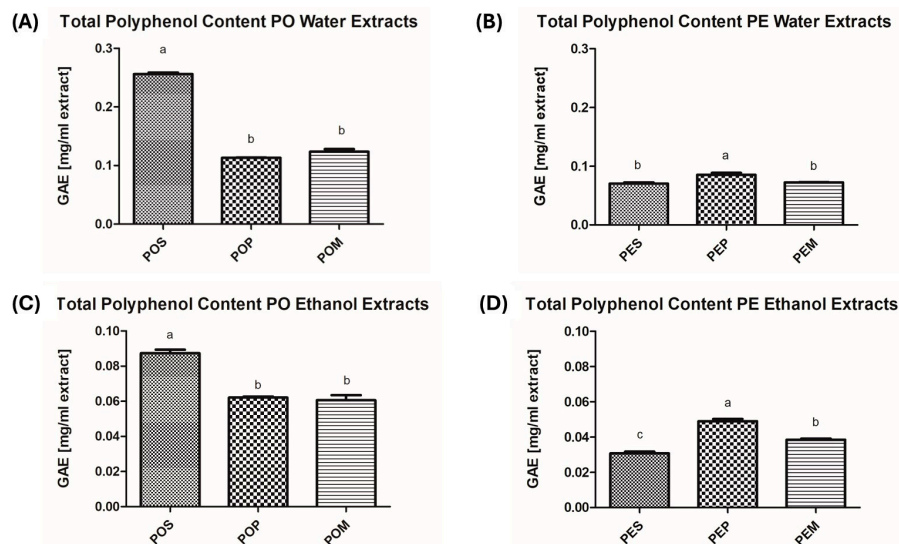 (A) Total Polyphenol Content PO Water Extracts
GAE [mg/ml extract]
0.3
0.2
0.1
0.0
a
b
b
POS
POP
POM
(B) Total Polyphenol Content PE Water Extracts
GAE [mg/ml extract]
0.3
0.2
0.1
0.0
b
a
b
PES
PEP
PEM
(C) Total Polyphenol Content PO Ethanol Extracts
GAE [mg/ml extract]
0.10
0.08
0.06
0.04
0.02
0.00
a
b
b
POS
POP
POM
(D) Total Polyphenol Content PE Ethanol Extracts
GAE [mg/ml extract]
0.10
0.08
0.06
0.04
0.02
0.00
c
a
b
PES
PEP
PEM